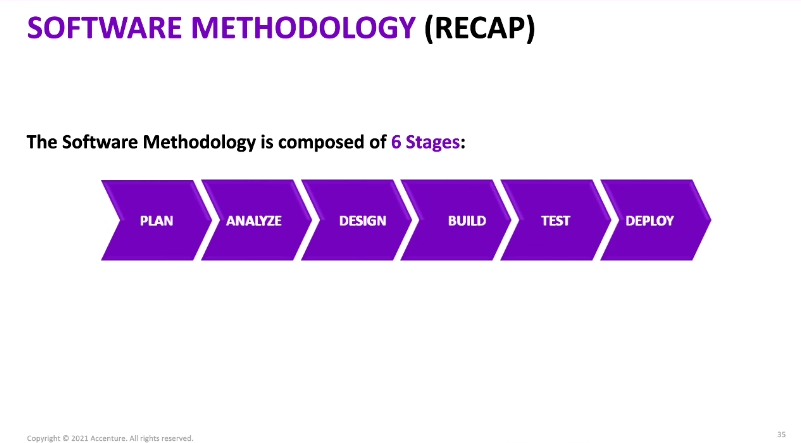 SOFTWARE METHODOLOGY (RECAP)
The Software Methodology is composed of 6 Stages:
PLAN
ANALYZE
DESIGN
BUILD
TEST
DEPLOY
Copyright © 2021 Accenture. All rights reserved.
35